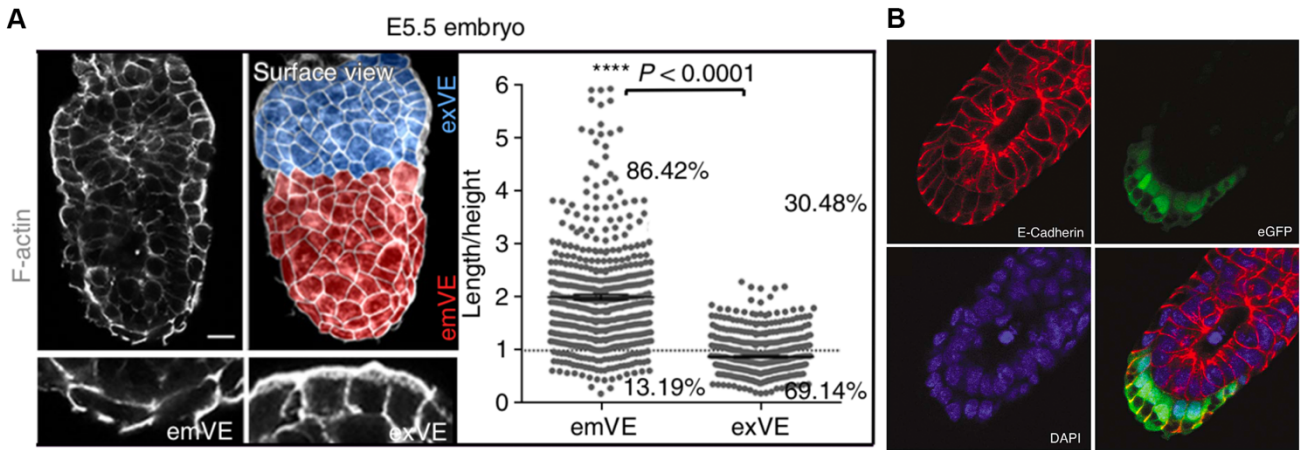 A
E5.5 embryo
F-actin
Surface view
exVE
emVE
emVE
exVE
Length/height
6
5
4
3
2
1
0
**** P < 0.0001
86.42%
30.48%
13.19%
69.14%
emVE
exVE
B
E-Cadherin
eGFP
DAPI